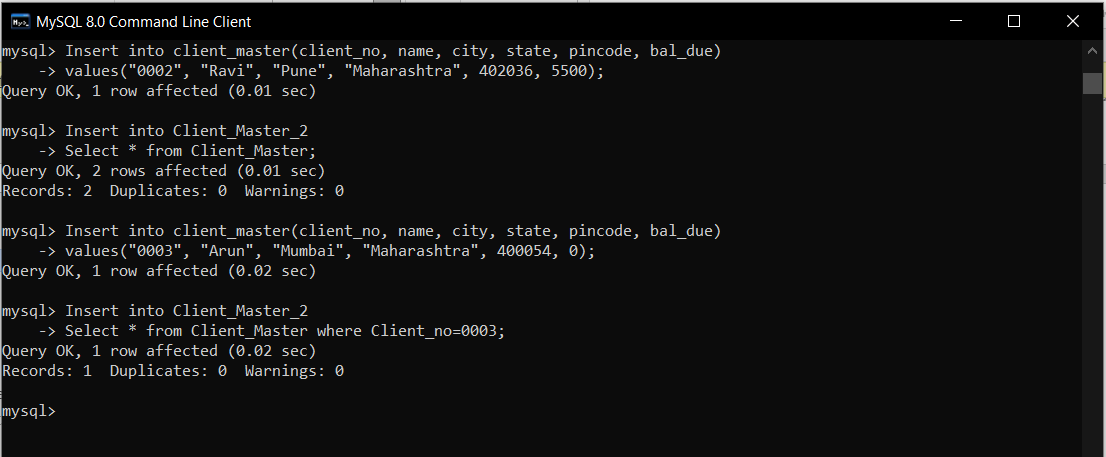 MySQL 8.0 Command Line Client
mysql> Insert into client_master(client_no, name, city, state, pincode, bal_due)
    -> values("0002", "Ravi", "Pune", "Maharashtra", 402036, 5500);
Query OK, 1 row affected (0.01 sec)
mysql> Insert into Client_Master_2
    -> Select * from Client_Master;
Query OK, 2 rows affected (0.01 sec)
Records: 2  Duplicates: 0  Warnings: 0
mysql> Insert into client_master(client_no, name, city, state, pincode, bal_due)
    -> values("0003", "Arun", "Mumbai", "Maharashtra", 400054, 0);
Query OK, 1 row affected (0.02 sec)
mysql> Insert into Client_Master_2
    -> Select * from Client_Master where Client_no=0003;
Query OK, 1 row affected (0.02 sec)
Records: 1  Duplicates: 0  Warnings: 0
mysql>